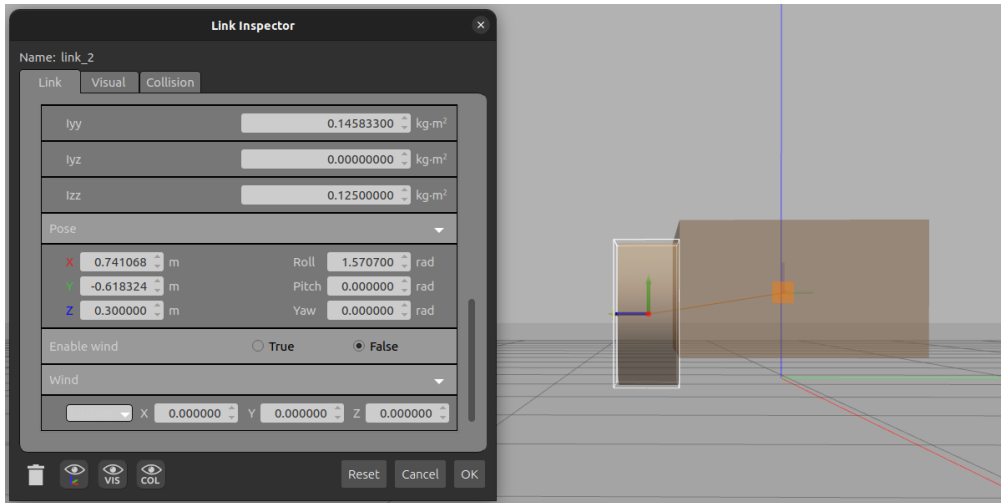 Link Inspector
Name: link_2
Link Visual Collision
Iyy 0.14583300 kg·m²
Iyz 0.00000000 kg·m²
Izz 0.12500000 kg·m²
Pose
X 0.741068 m Roll 1.570700 rad
Y -0.618324 m Pitch 0.000000 rad
Z 0.300000 m Yaw 0.000000 rad
Enable wind True False
Wind
X 0.000000 Y 0.000000 Z 0.000000
VIS COL Reset Cancel OK